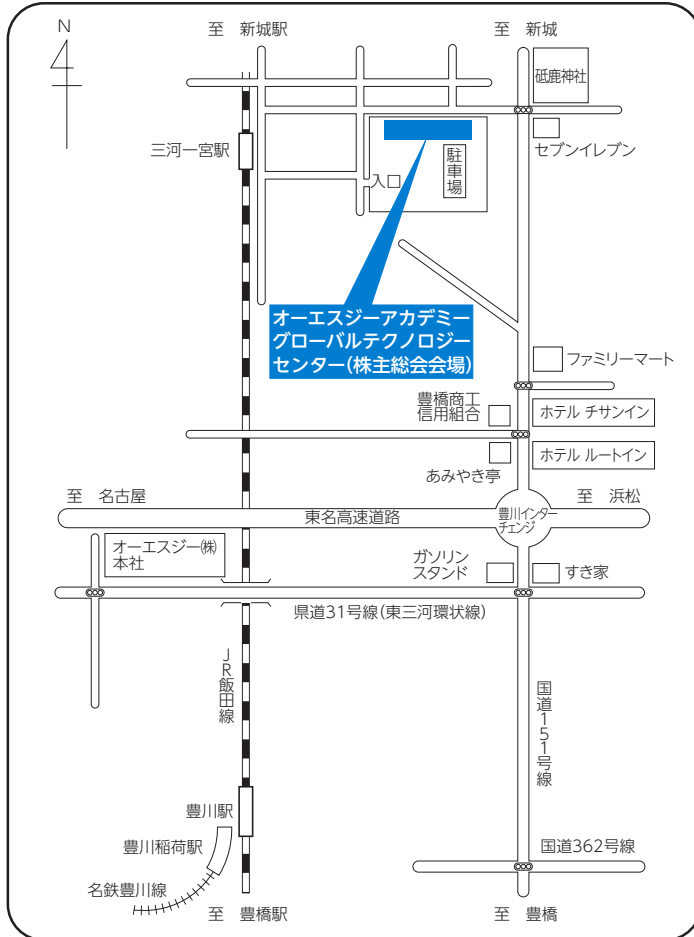 N
至 新城駅
至 新城
砥鹿神社
セブンイレブン
三河一宮駅
入口
駐車場
オーエスジーアカデミー
グローバルテクノロジー
センター(株主総会会場)
ファミリーマート
豊橋商工
信用組合
ホテル チサンイン
あみやき亭
ホテル ルートイン
至 名古屋
至 浜松
東名高速道路
豊川インター
チェンジ
オーエスジー㈱
本社
ガソリン
スタンド
すき家
県道31号線(東三河環状線)
JR飯田線
国道151号線
豊川駅
豊川稲荷駅
国道362号線
名鉄豊川線
至 豊橋駅
至 豊橋